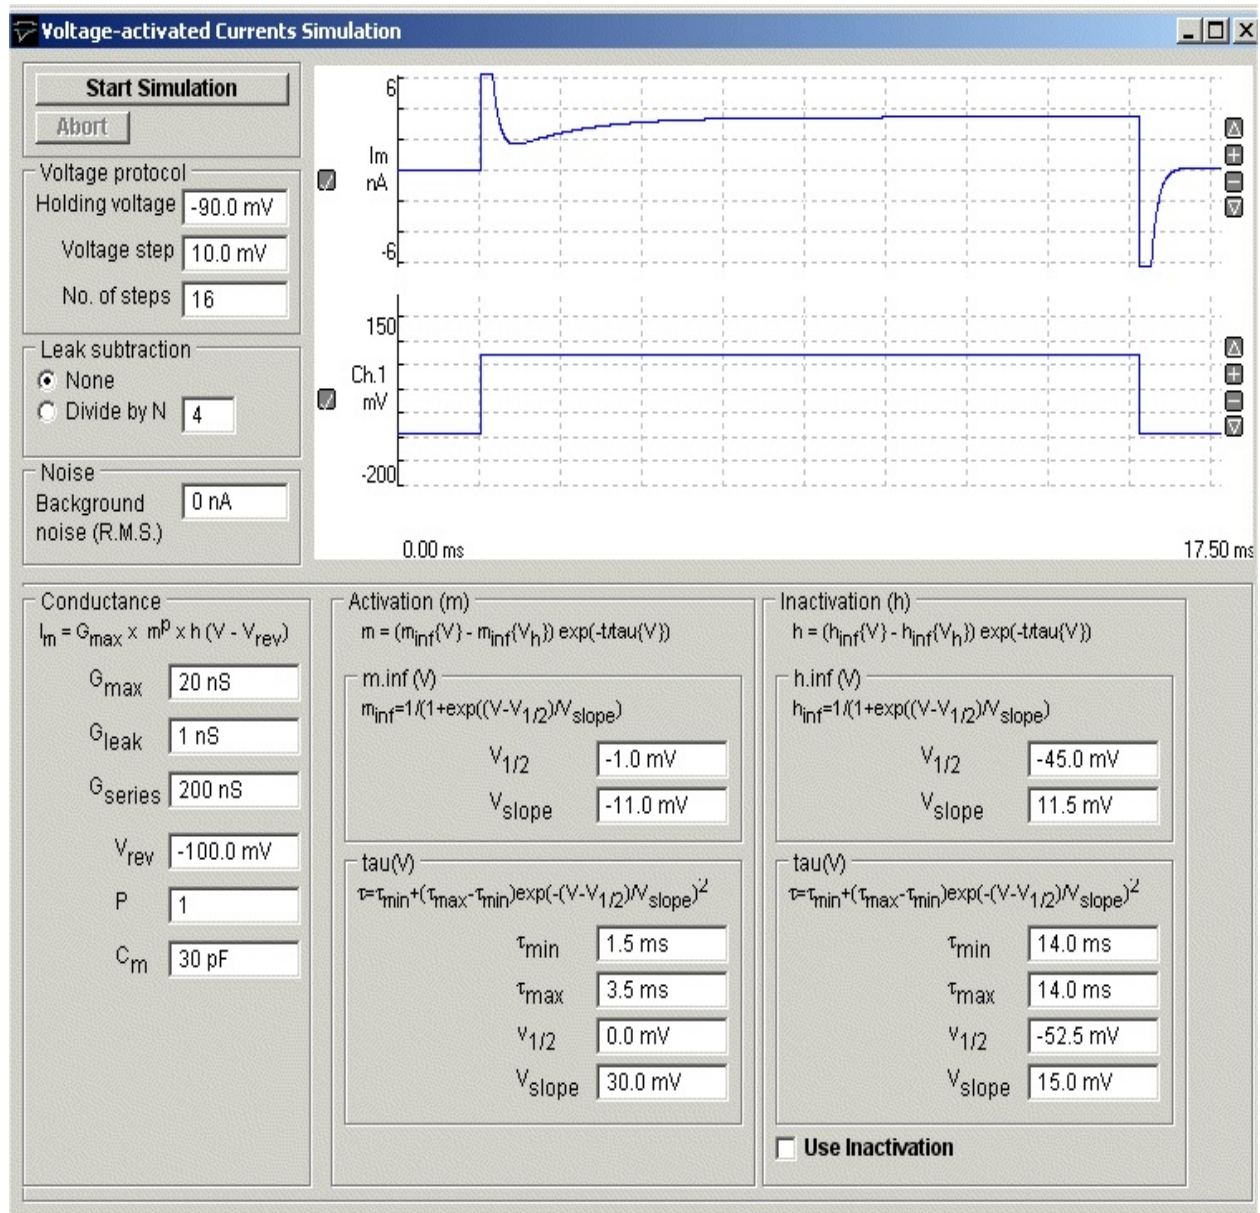 Voltage-activated Currents Simulation
Start Simulation
Abort
Voltage protocol
Holding voltage -90.0 mV
Voltage step 10.0 mV
No. of steps 16
Leak subtraction
None
Divide by N 4
Noise
Background 0 nA
noise (R.M.S.)
6
Im
nA
-6
150
Ch.1
mV
-200
0.00 ms 17.50 ms
Conductance
Im = Gmax x mP x h (V - Vrev)
Gmax 20 nS
Gleak 1 nS
Gseries 200 nS
Vrev -100.0 mV
P 1
Cm 30 pF
Activation (m)
m = (minf{V} - minf{Vh}) exp(-t/tau{V})
m.inf (V)
minf=1/(1+exp((V-V1/2)/Vslope)
V1/2 -1.0 mV
Vslope -11.0 mV
tau(V)
τ=τmin+(τmax-τmin)exp(-(V-V1/2)/Vslope)2
τmin 1.5 ms
τmax 3.5 ms
V1/2 0.0 mV
Vslope 30.0 mV
Inactivation (h)
h = (hinf{V} - hinf{Vh}) exp(-t/tau{V})
h.inf (V)
hinf=1/(1+exp((V-V1/2)/Vslope)
V1/2 -45.0 mV
Vslope 11.5 mV
tau(V)
τ=τmin+(τmax-τmin)exp(-(V-V1/2)/Vslope)2
τmin 14.0 ms
τmax 14.0 ms
V1/2 -52.5 mV
Vslope 15.0 mV
Use Inactivation